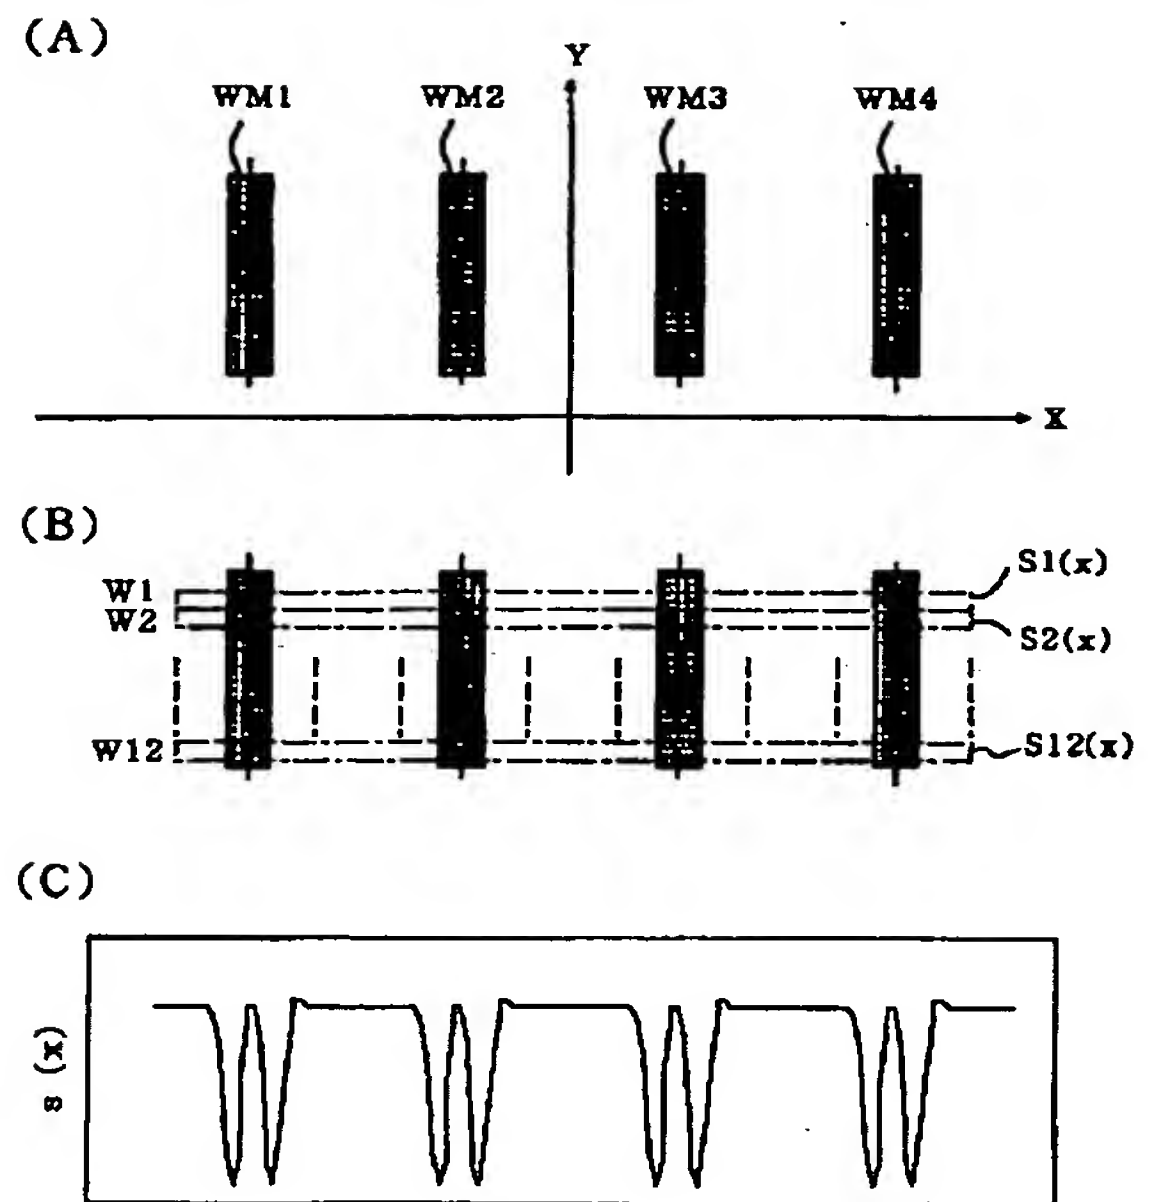 (A)
Y
WM1 WM2 WM3 WM4
X
(B)
W1 S1(x)
W2 S2(x)
W12 S12(x)
(C)
s (x)